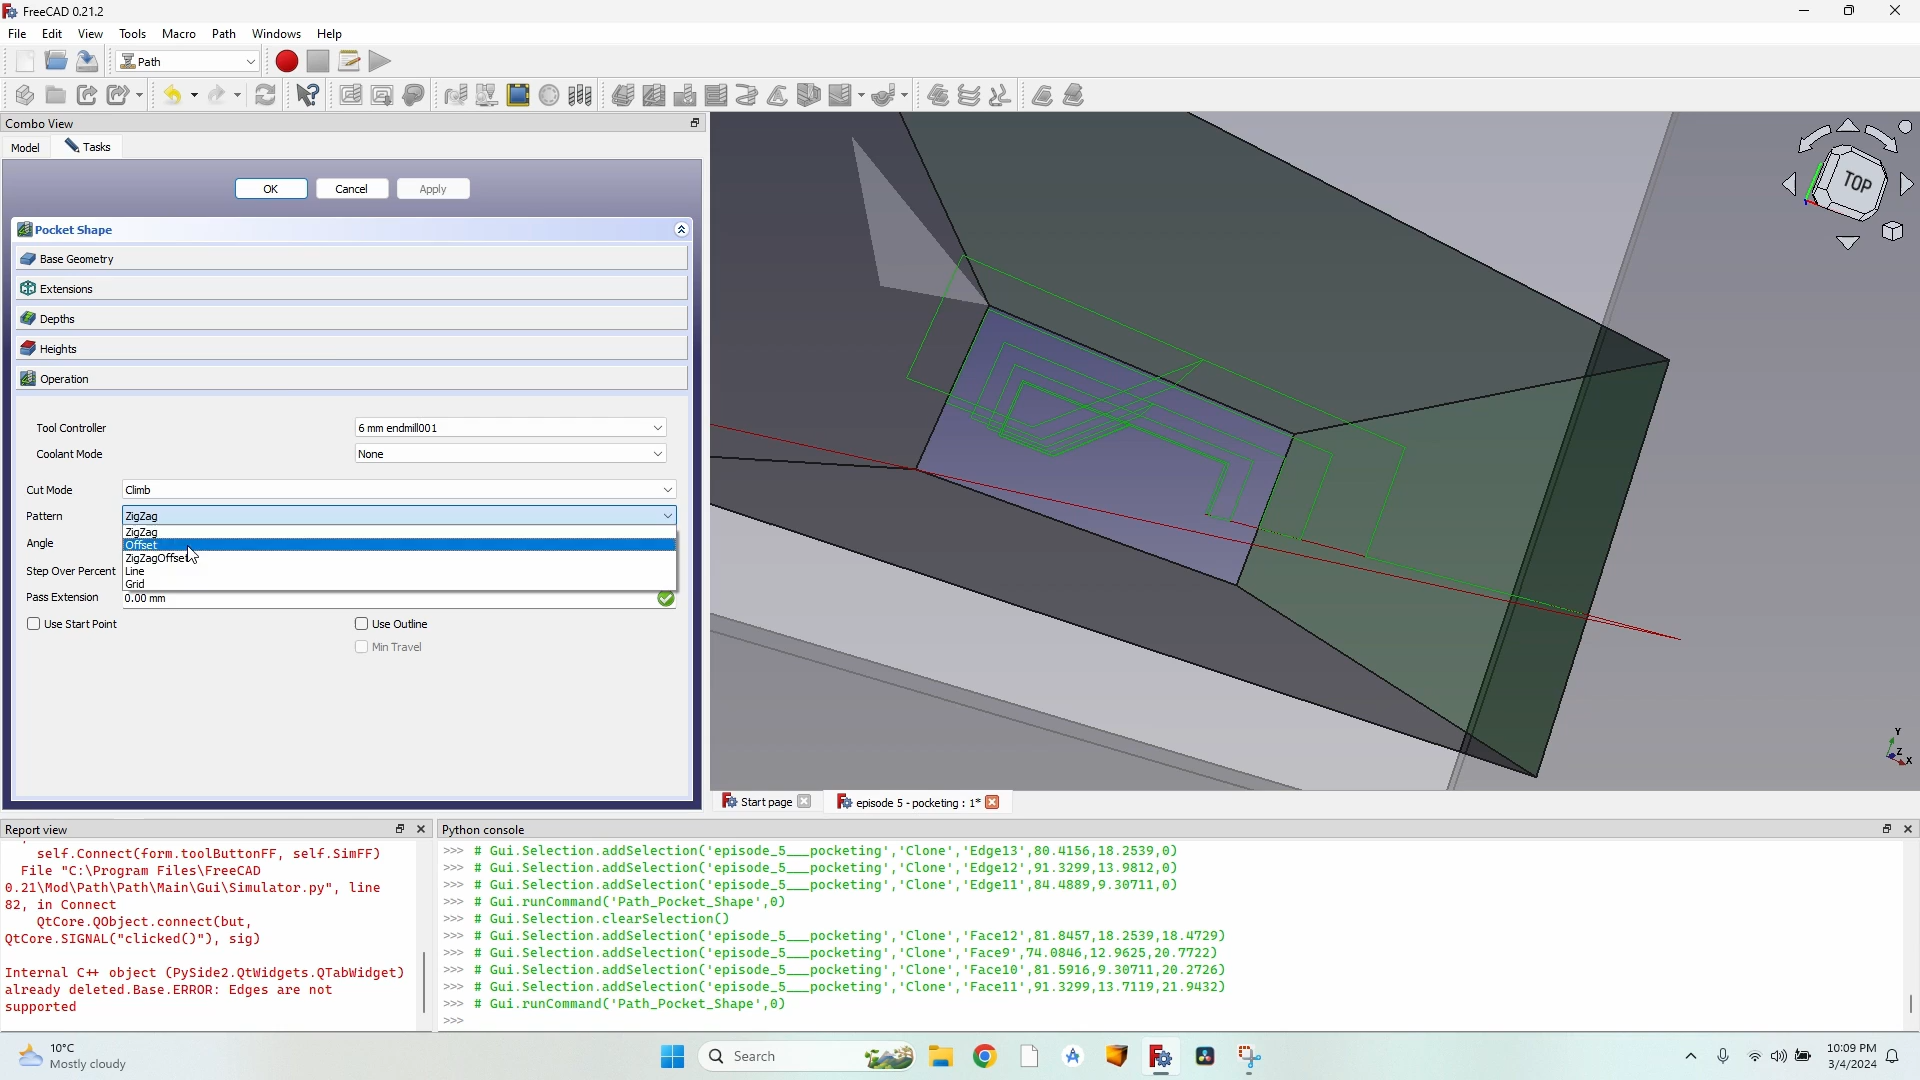 FreeCAD 0.21.2
File Edit View Tools Macro Path Windows Help
Path
Combo View
Model Tasks
OK Cancel Apply
Pocket Shape
Base Geometry
Extensions
Depths
Heights
Operation
Tool Controller 6 mm endmill001
Coolant Mode None
Cut Mode Climb
Pattern ZigZag
ZigZag
Angle
Offset
ZigZagOffset
Step Over Percent
Line
Grid
Pass Extension 0.00 mm
Use Start Point Use Outline
Min Travel
TOP
Y
Z
X
Start page episode 5 - pocketing : 1*
Report view
self.Connect(form.toolButtonFF, self.SimFF)
File "C:\Program Files\FreeCAD
0.21\Mod\Path\Path\Main\Gui\Simulator.py", line
82, in Connect
QtCore.QObject.connect(but,
QtCore.SIGNAL("clicked()"), sig)
Internal C++ object (PySide2.QtWidgets.QTabWidget)
already deleted.Base.ERROR: Edges are not
supported
Python console
>>> # Gui.Selection.addSelection('episode_5___pocketing','Clone','Edge13',80.4156,18.2539,0)
>>> # Gui.Selection.addSelection('episode_5___pocketing','Clone','Edge12',91.3299,13.9812,0)
>>> # Gui.Selection.addSelection('episode_5___pocketing','Clone','Edge11',84.4889,9.30711,0)
>>> # Gui.runCommand('Path_Pocket_Shape',0)
>>> # Gui.Selection.clearSelection()
>>> # Gui.Selection.addSelection('episode_5___pocketing','Clone','Face12',81.8457,18.2539,18.4729)
>>> # Gui.Selection.addSelection('episode_5___pocketing','Clone','Face9',74.0846,12.9625,20.7722)
>>> # Gui.Selection.addSelection('episode_5___pocketing','Clone','Face10',81.5916,9.30711,20.2726)
>>> # Gui.Selection.addSelection('episode_5___pocketing','Clone','Face11',91.3299,13.7119,21.9432)
>>> # Gui.runCommand('Path_Pocket_Shape',0)
>>>
10°C
Mostly cloudy
Search
10:09 PM
3/4/2024